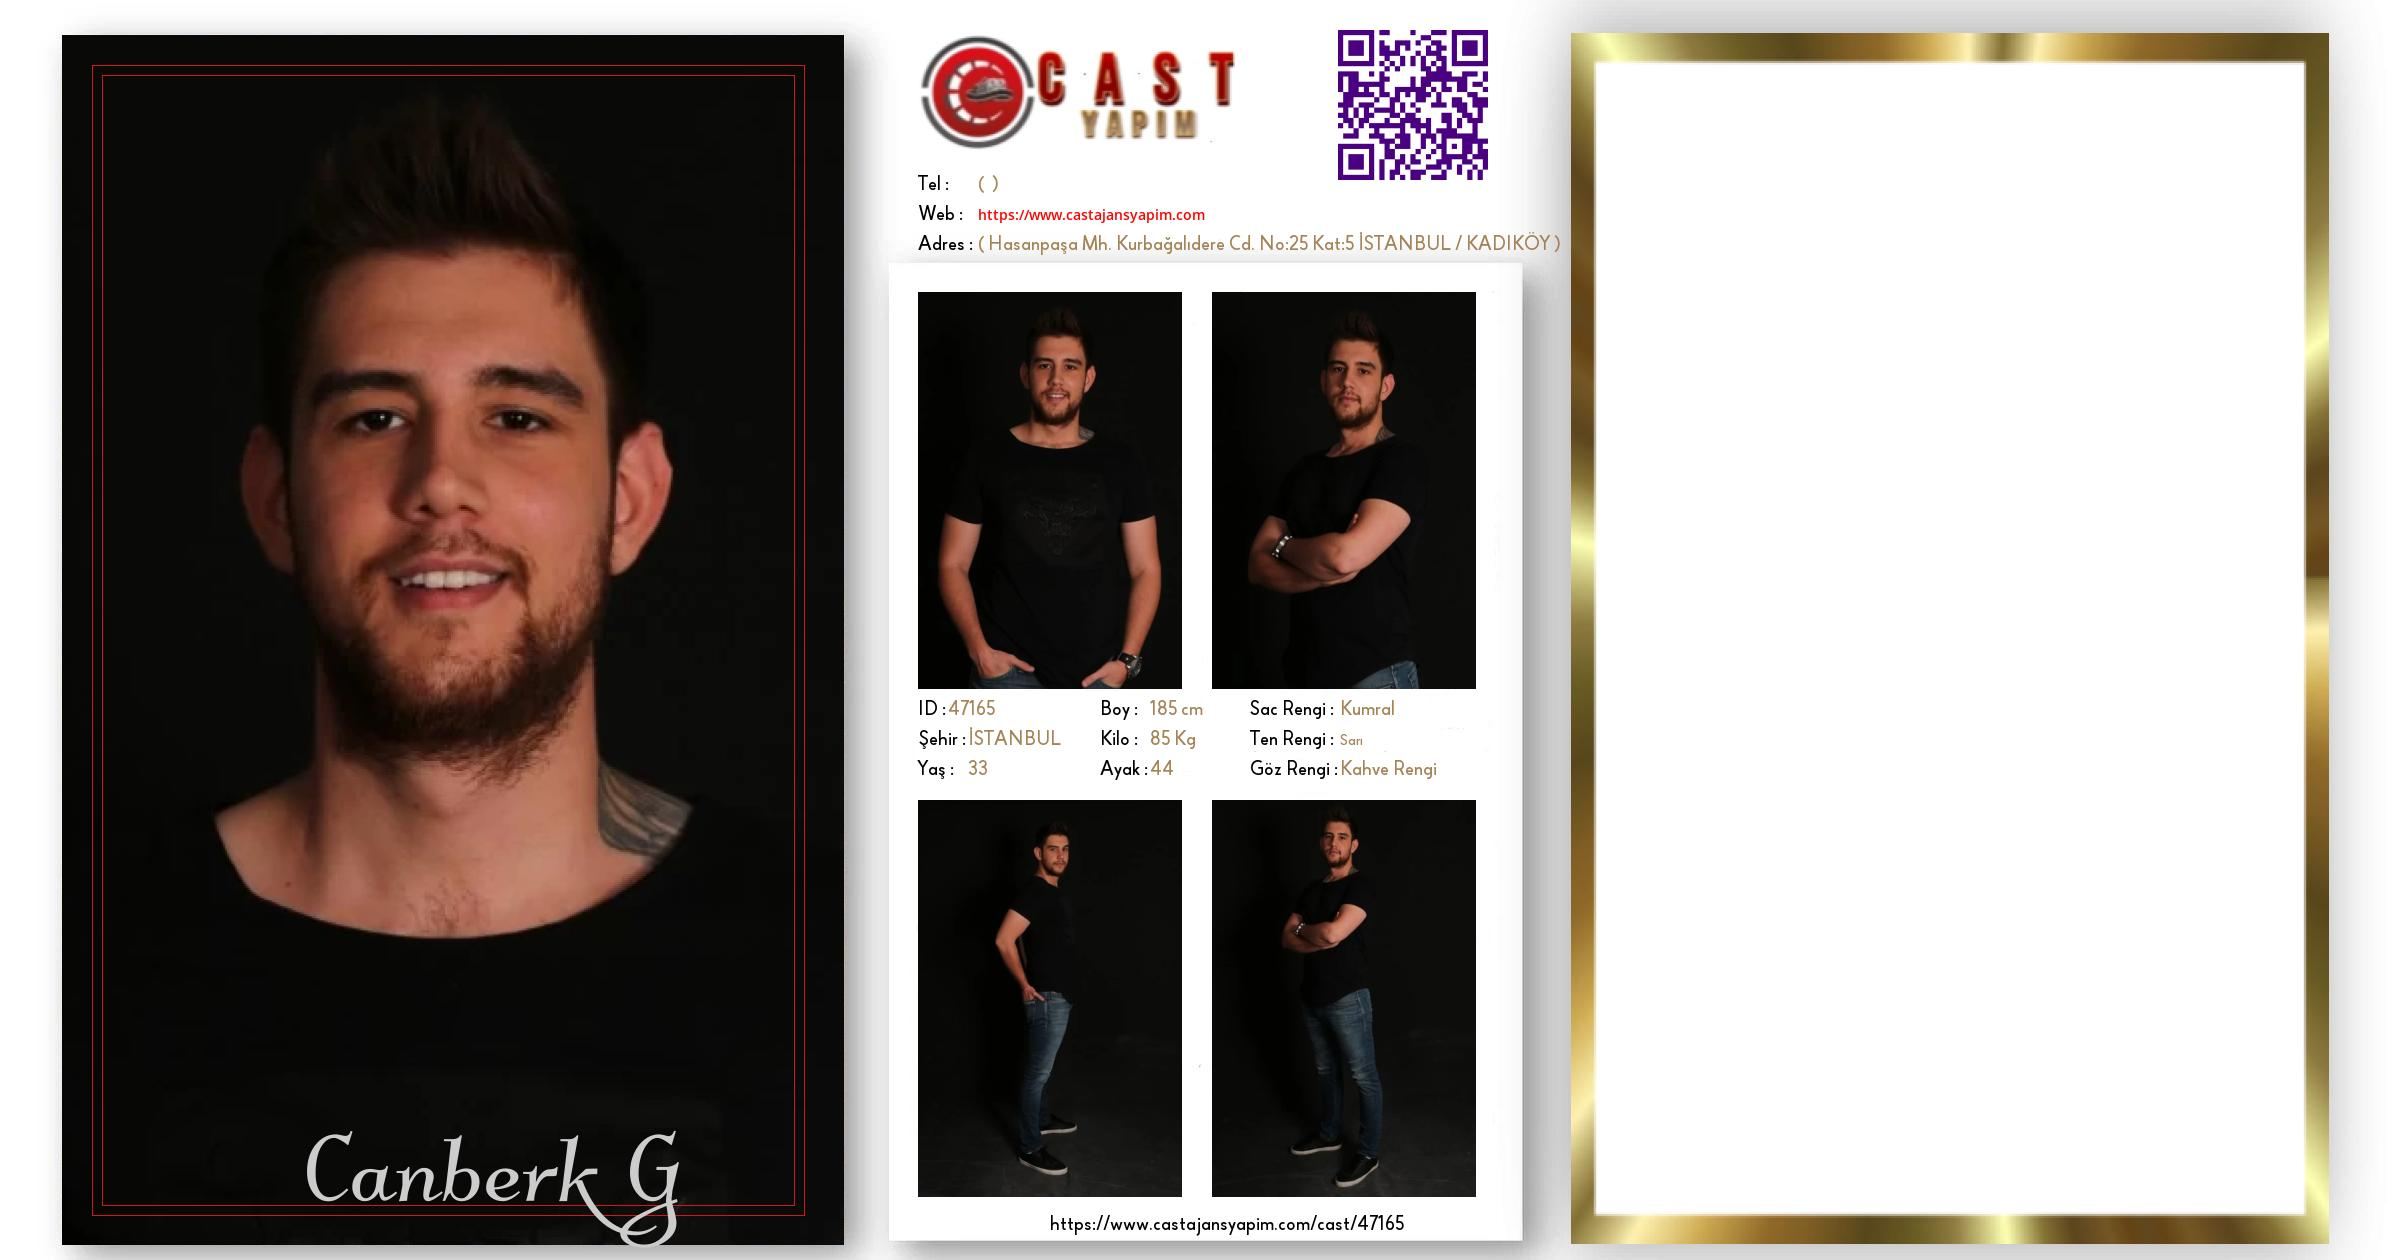 Canberk G
CAST
YAPIM
Tel : ( )
Web : https://www.castajansyapim.com
Adres : ( Hasanpaşa Mh. Kurbağalıdere Cd. No:25 Kat:5 İSTANBUL / KADIKÖY )
ID : 47165 Boy : 185 cm Sac Rengi : Kumral
Şehir : İSTANBUL Kilo : 85 Kg Ten Rengi : Sarı
Yaş : 33 Ayak : 44 Göz Rengi : Kahve Rengi
https://www.castajansyapim.com/cast/47165